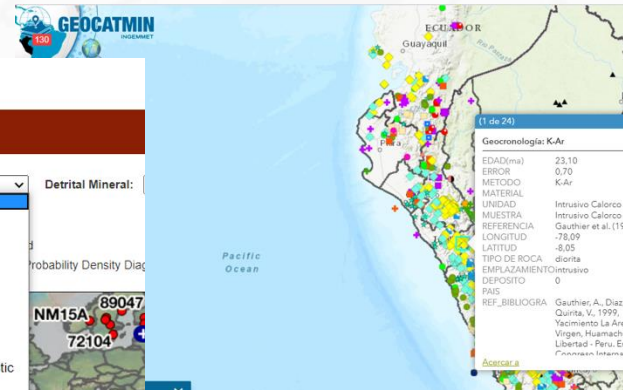 GEOCATMIN
INGEMMET
130
ECUADOR
Guayaquil
Detrital Mineral:
Probability Density Diag
NM15A
89047
72104
tic
Pacific
Ocean
(1 de 24)
Geocronología: K-Ar
EDAD(ma) 23,10
ERROR 0,70
METODO K-Ar
MATERIAL
UNIDAD Intrusivo Calorco
MUESTRA Intrusivo Calorco
REFERENCIA Gauthier et al. (19
LONGITUD -78,09
LATITUD -8,05
TIPO DE ROCA diorita
EMPLAZAMIENTO intrusivo
DEPOSITO 0
PAIS
REF_BIBLIOGRA Gauthier, A., Diaz
Quirita, V., 1999,
Yacimiento La Are
Virgen, Huamacho
Libertad - Peru. E
Congreso Interna
Acercar a